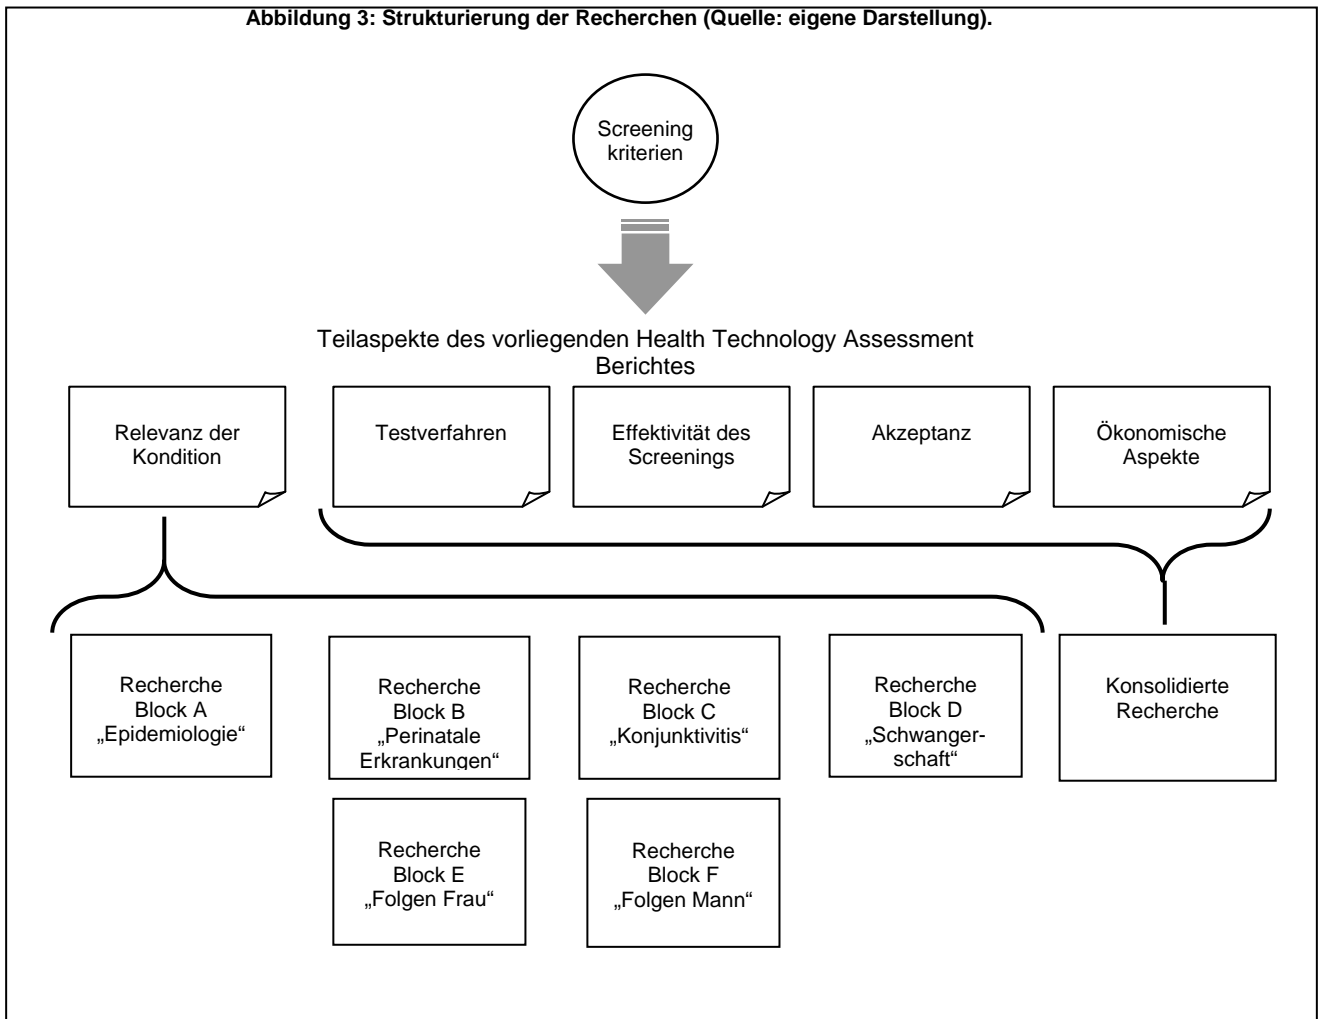 Abbildung 3: Strukturierung der Recherchen (Quelle: eigene Darstellung).
Screening
kriterien
Teilaspekte des vorliegenden Health Technology Assessment
Berichtes
Relevanz der
Kondition
Testverfahren
Effektivität des
Screenings
Akzeptanz
Ökonomische
Aspekte
Recherche
Block A
„Epidemiologie“
Recherche
Block B
„Perinatale
Erkrankungen“
Recherche
Block C
„Konjunktivitis“
Recherche
Block D
„Schwanger-
schaft“
Konsolidierte
Recherche
Recherche
Block E
„Folgen Frau“
Recherche
Block F
„Folgen Mann“